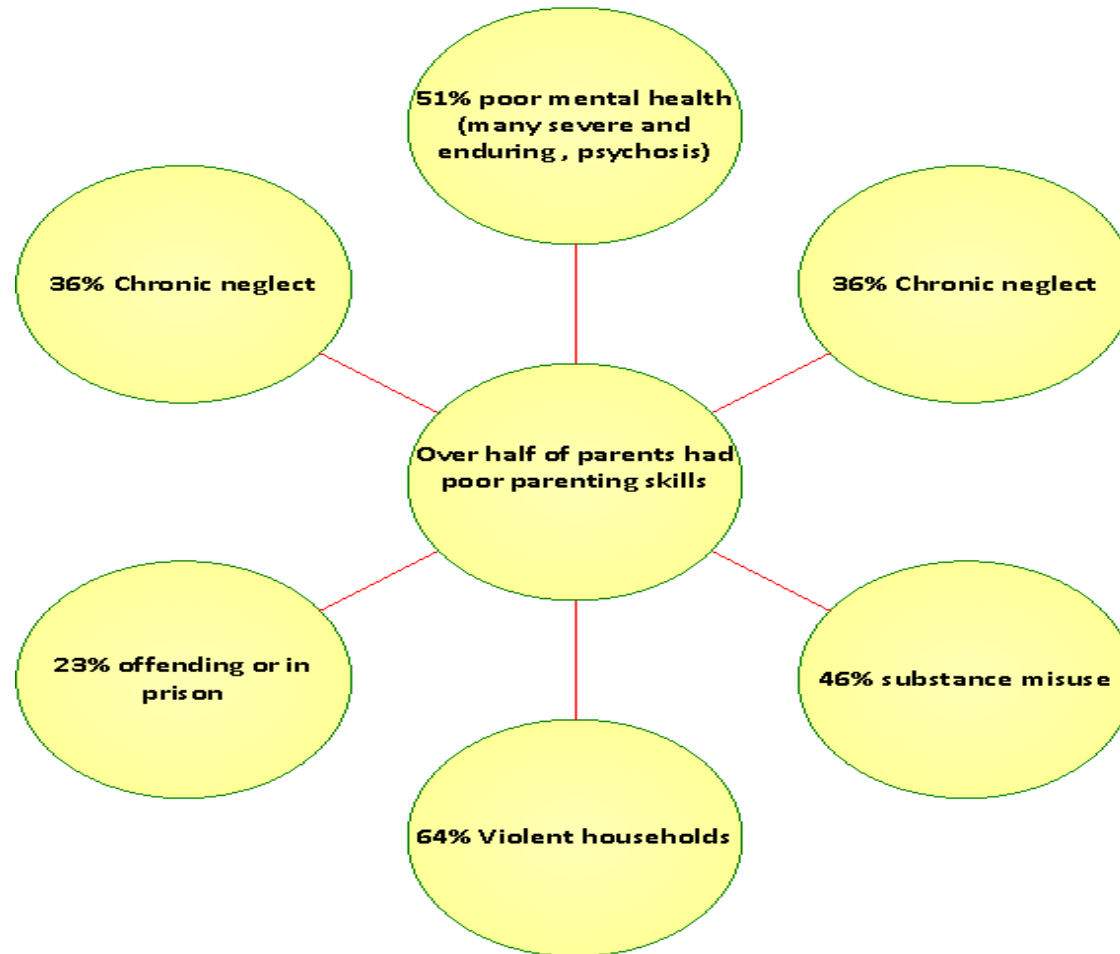 51% poor mental health
(many severe and
enduring , psychosis)
36% Chronic neglect
36% Chronic neglect
Over half of parents had
poor parenting skills
23% offending or in
prison
46% substance misuse
64% Violent households